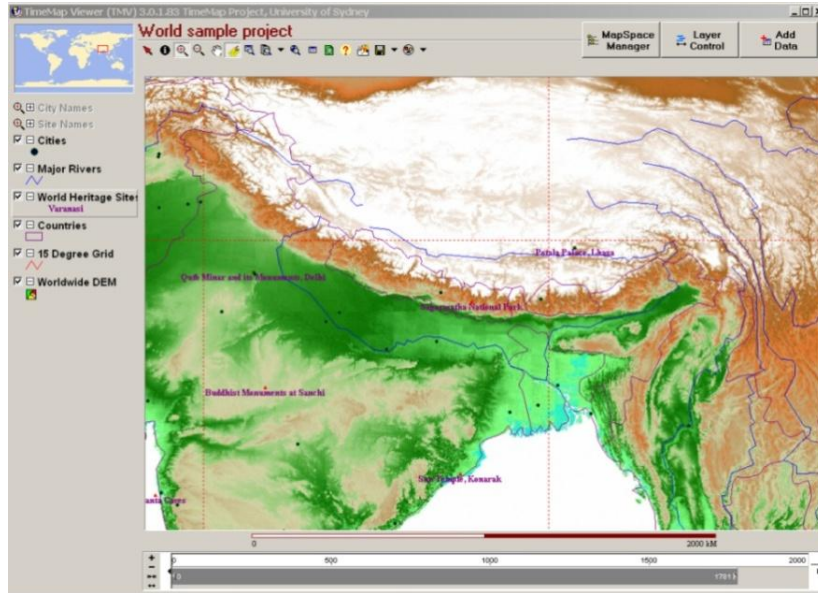 TimeMap Viewer (TMV) 3.0.1.83 TimeMap Project, University of Sydney
World sample project
MapSpace Manager
Layer Control
Add Data
City Names
Site Names
Cities
Major Rivers
World Heritage Sites
Varanasi
Countries
15 Degree Grid
Worldwide DEM
Potala Palace, Lhasa
Qutb Minar and its Monuments, Delhi
Sagarmatha National Park
Buddhist Monuments at Sanchi
Sun Temple, Konarak
0
2000 kM
0 500 1000 1500 2000
0